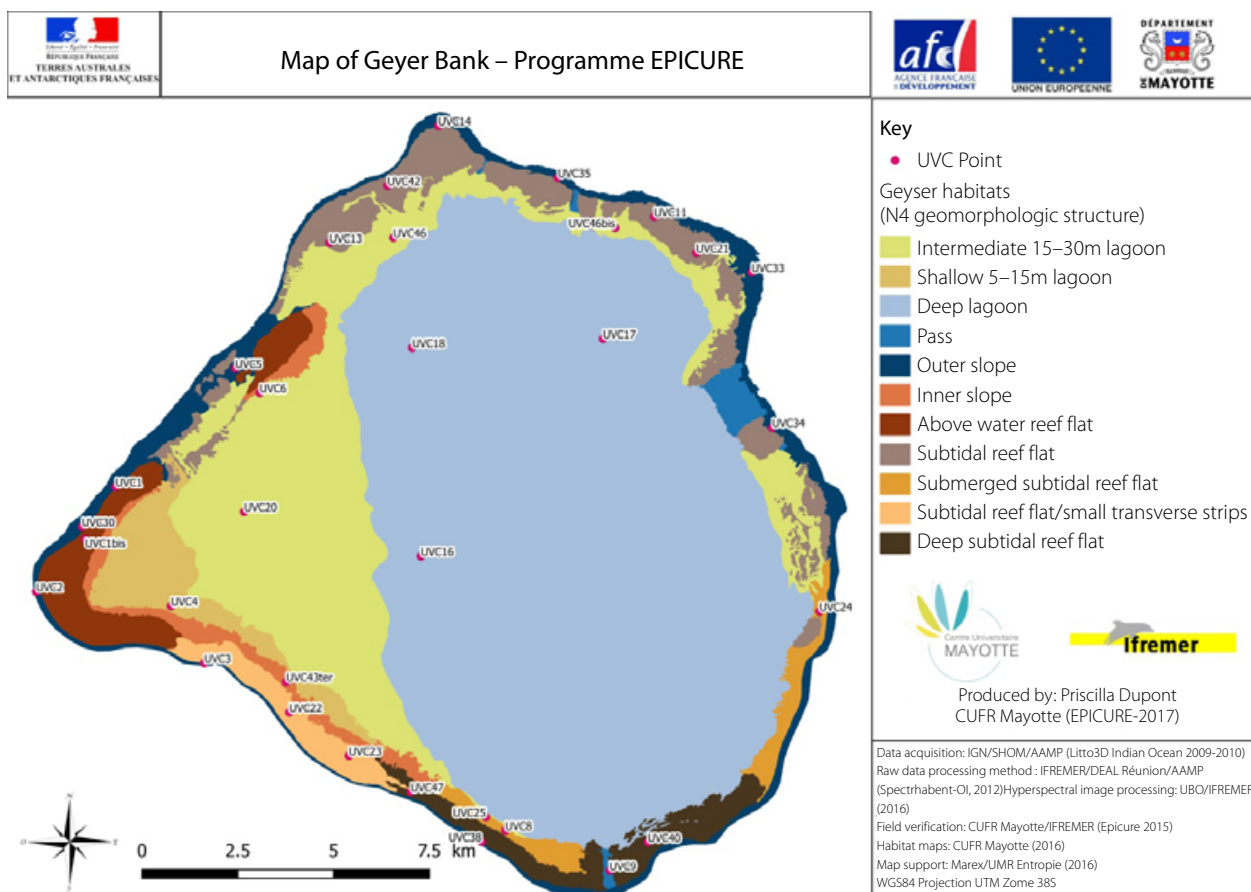 Liberté • Égalité • Fraternité
RÉPUBLIQUE FRANÇAISE
TERRES AUSTRALES
ET ANTARCTIQUES FRANÇAISES
Map of Geyer Bank – Programme EPICURE
afd
AGENCE FRANÇAISE
DE DÉVELOPPEMENT
UNION EUROPEENNE
DÉPARTEMENT
DE MAYOTTE
UVC14
UVC42
UVC35
UVC13
UVC46
UVC46bis
UVC11
UVC21
UVC33
UVC18
UVC17
UVC5
UVC6
UVC34
UVC1
UVC20
UVC30
UVC1bis
UVC16
UVC2
UVC4
UVC24
UVC3
UVC43ter
UVC22
UVC23
UVC47
UVC25
UVC8
UVC38
UVC40
UVC9
0 2.5 5 7.5
km
Key
UVC Point
Geyser habitats
(N4 geomorphologic structure)
Intermediate 15–30m lagoon
Shallow 5–15m lagoon
Deep lagoon
Pass
Outer slope
Inner slope
Above water reef flat
Subtidal reef flat
Submerged subtidal reef flat
Subtidal reef flat/small transverse strips
Deep subtidal reef flat
Centre Universitaire
MAYOTTE
Ifremer
Produced by: Priscilla Dupont
CUFR Mayotte (EPICURE-2017)
Data acquisition: IGN/SHOM/AAMP (Litto3D Indian Ocean 2009-2010)
Raw data processing method : IFREMER/DEAL Réunion/AAMP
(Spectrhabent-OI, 2012)Hyperspectral image processing: UBO/IFREMER
(2016)
Field verification: CUFR Mayotte/IFREMER (Epicure 2015)
Habitat maps: CUFR Mayotte (2016)
Map support: Marex/UMR Entropie (2016)
WGS84 Projection UTM Zome 38S